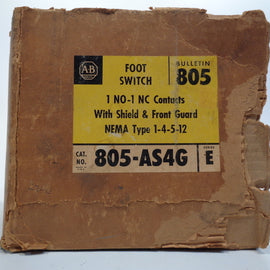 AB
FOOT
SWITCH
BULLETIN
805
1 NO-1 NC Contacts
With Shield & Front Guard
NEMA Type 1-4-5-12
CAT.
NO.
805-AS4G
SERIES
E